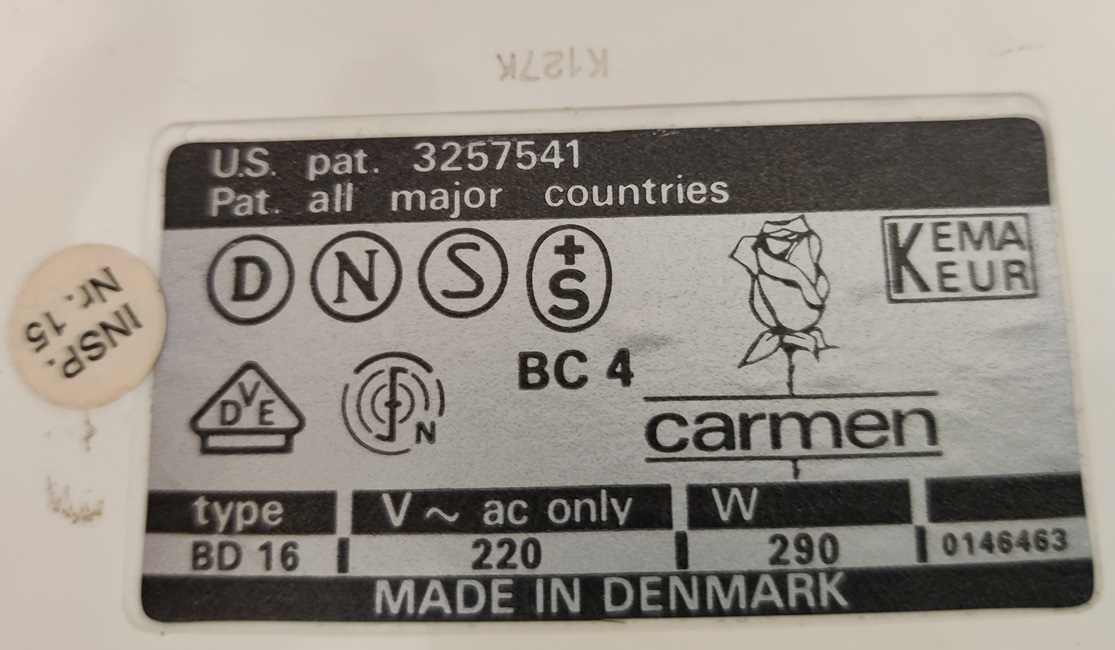 K127K
U.S. pat. 3257541
Pat. all major countries
D N S +S
KEMA
KEUR
INSP.
Nr. 15
DVE
N
BC 4
carmen
type V ~ ac only W
BD 16 220 290 0146463
MADE IN DENMARK